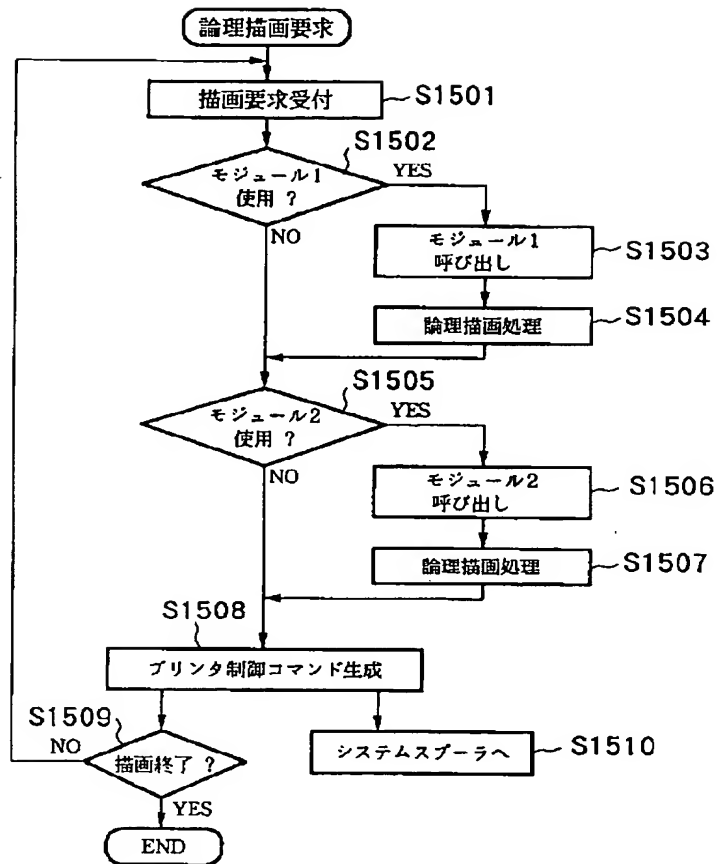 論理描画要求
描画要求受付
S1501
S1502
モジュール1
使用 ?
YES
NO
モジュール1
呼び出し
S1503
論理描画処理
S1504
S1505
モジュール2
使用 ?
YES
NO
モジュール2
呼び出し
S1506
論理描画処理
S1507
S1508
プリンタ制御コマンド生成
S1509
NO
描画終了 ?
システムスプーラへ
S1510
YES
END